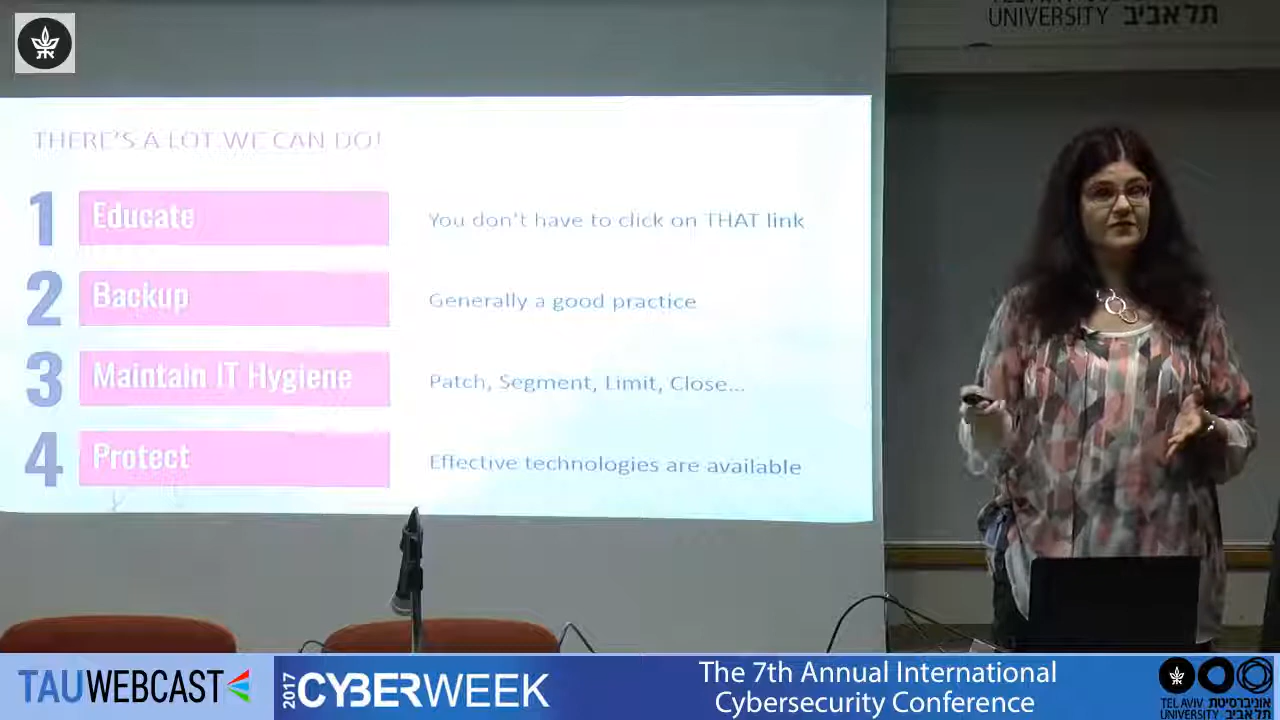 UNIVERSITY תל אביב
THERE'S A LOT WE CAN DO!
1 Educate You don't have to click on THAT link
2 Backup Generally a good practice
3 Maintain IT Hygiene Patch, Segment, Limit, Close...
4 Protect Effective technologies are available
TAUWEBCAST
2017 CYBERWEEK
The 7th Annual International
Cybersecurity Conference
TEL AVIV אוניברסיטת
UNIVERSITY תל אביב